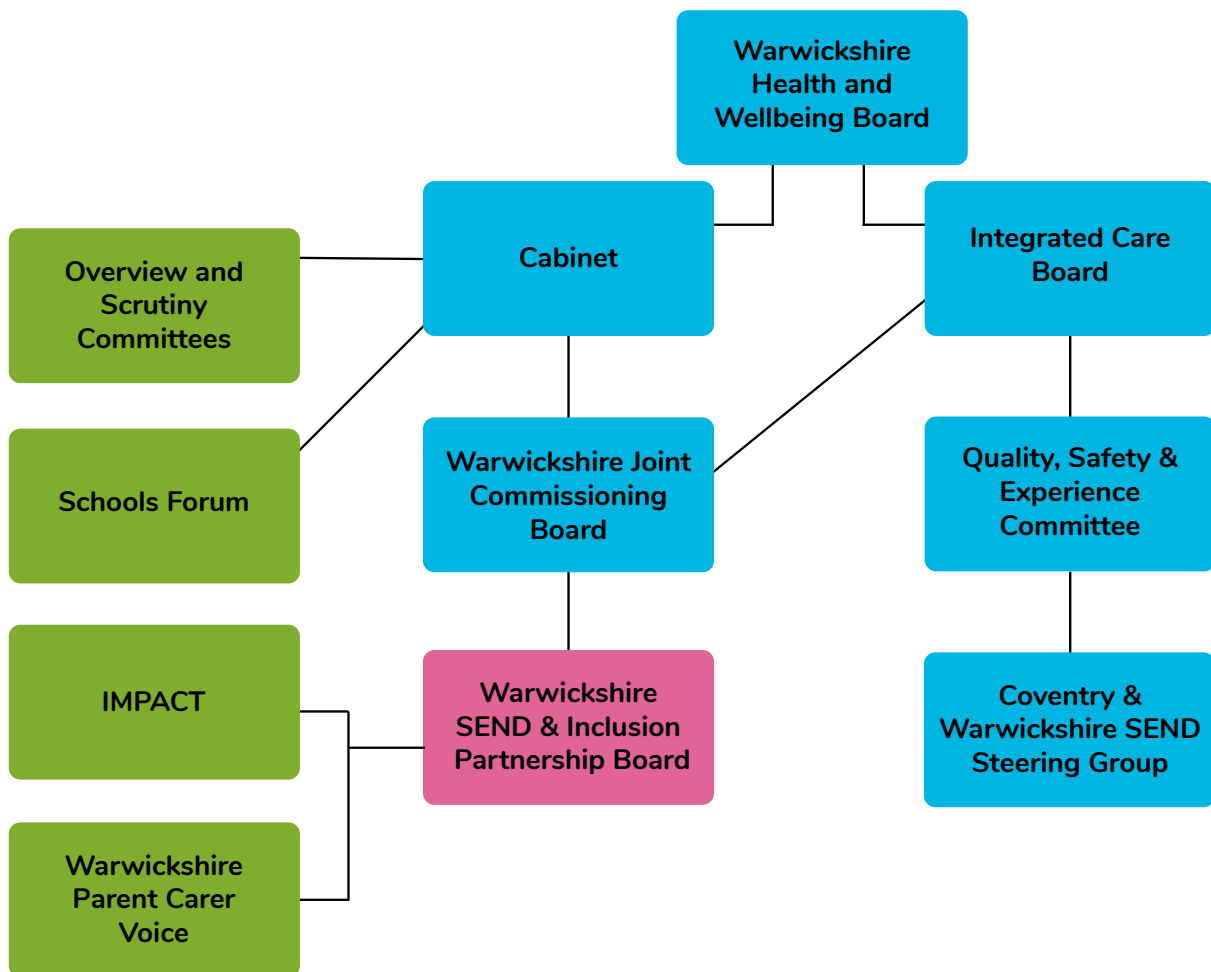 Warwickshire
Health and
Wellbeing Board
Cabinet
Integrated Care
Board
Overview and
Scrutiny
Committees
Schools Forum
Warwickshire Joint
Commissioning
Board
Quality, Safety &
Experience
Committee
IMPACT
Warwickshire
SEND & Inclusion
Partnership Board
Coventry &
Warwickshire SEND
Steering Group
Warwickshire
Parent Carer
Voice